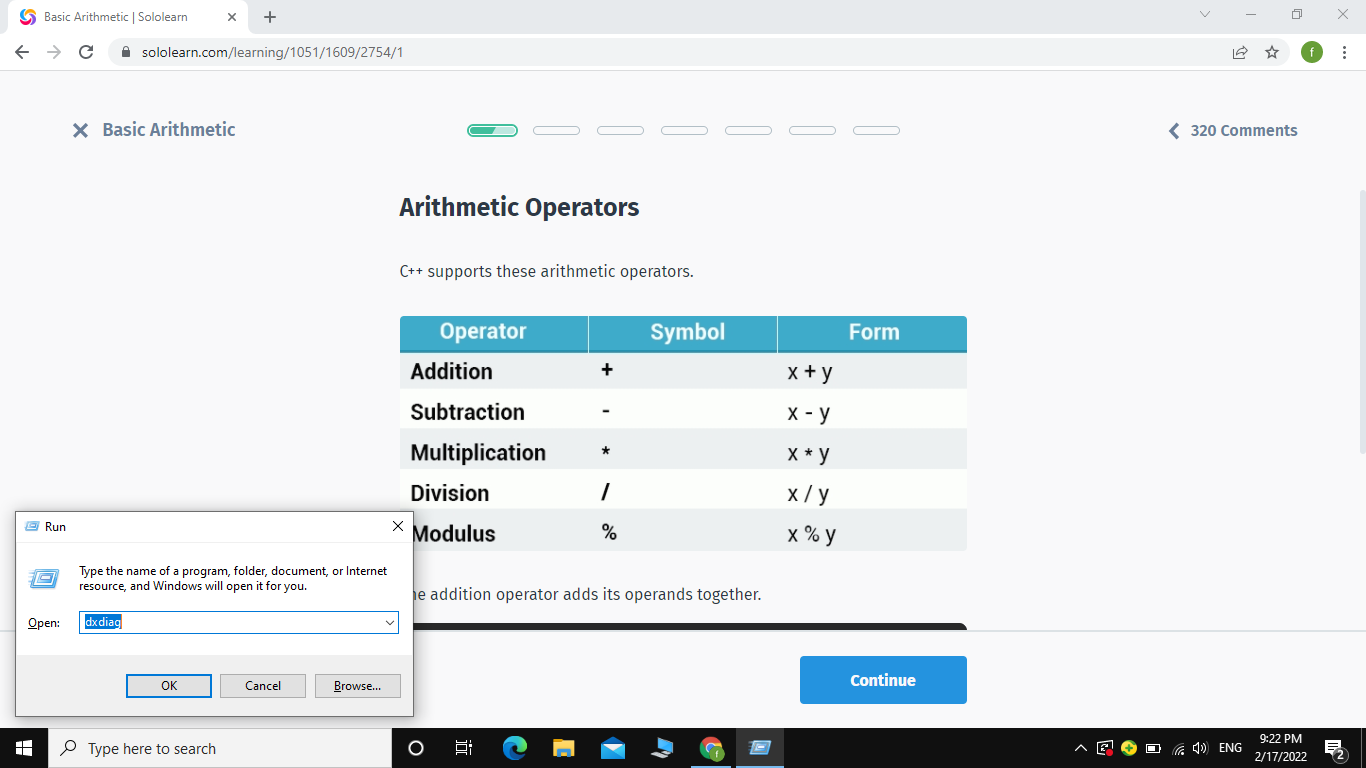 Basic Arithmetic | Sololearn
sololearn.com/learning/1051/1609/2754/1
f
Basic Arithmetic
320 Comments
Arithmetic Operators
C++ supports these arithmetic operators.
Operator Symbol Form
Addition + x + y
Subtraction - x - y
Multiplication * x * y
Division / x / y
Modulus % x % y
addition operator adds its operands together.
Continue
Run
Type the name of a program, folder, document, or Internet
resource, and Windows will open it for you.
Open: dxdiag
OK Cancel Browse...
Type here to search
f
ENG
9:22 PM
2/17/2022
2